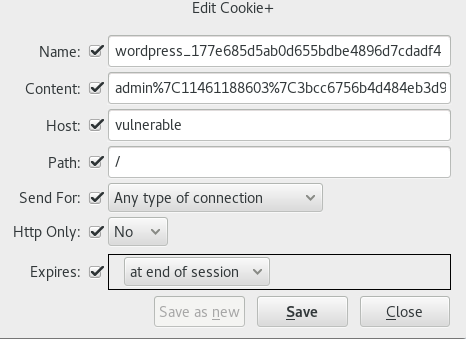 Edit Cookie+
Name: wordpress_177e685d5ab0d655bdbe4896d7cdadf4
Content: admin%7C11461188603%7C3bcc6756b4d484eb3d9
Host: vulnerable
Path: /
Send For: Any type of connection
Http Only: No
Expires: at end of session
Save as new Save Close